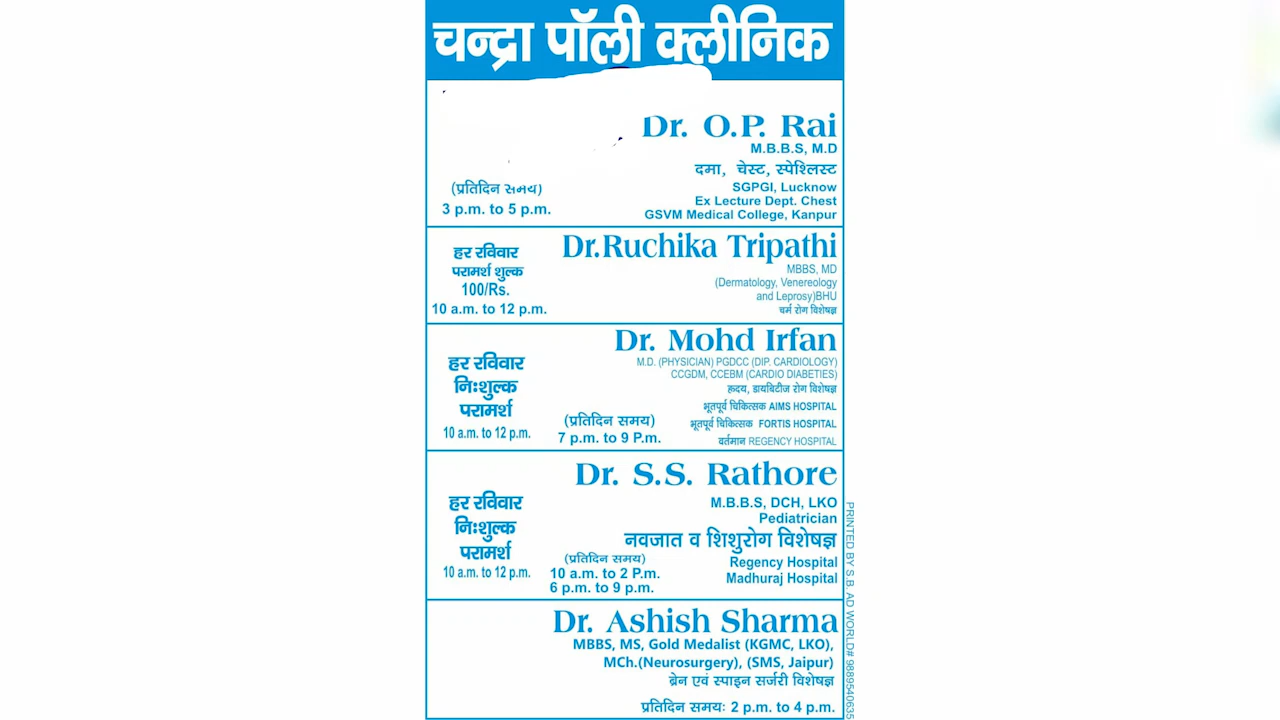 चन्द्रा पॉली क्लीनिक
Dr. O.P. Rai
M.B.B.S, M.D
दमा, चेस्ट, स्पेश्लिस्ट
SGPGI, Lucknow
Ex Lecture Dept. Chest
GSVM Medical College, Kanpur
(प्रतिदिन समय)
3 p.m. to 5 p.m.
हर रविवार
परामर्श शुल्क
100/Rs.
10 a.m. to 12 p.m.
Dr.Ruchika Tripathi
MBBS, MD
(Dermatology, Venereology
and Leprosy)BHU
चर्म रोग विशेषज्ञ
हर रविवार
निःशुल्क
परामर्श
10 a.m. to 12 p.m.
Dr. Mohd Irfan
M.D. (PHYSICIAN) PGDCC (DIP. CARDIOLOGY)
CCGDM, CCEBM (CARDIO DIABETIES)
हृदय, डायबिटीज रोग विशेषज्ञ
भूतपूर्व चिकित्सक AIMS HOSPITAL
भूतपूर्व चिकित्सक FORTIS HOSPITAL
वर्तमान REGENCY HOSPITAL
(प्रतिदिन समय)
7 p.m. to 9 P.m.
हर रविवार
निःशुल्क
परामर्श
10 a.m. to 12 p.m.
Dr. S.S. Rathore
M.B.B.S, DCH, LKO
Pediatrician
नवजात व शिशुरोग विशेषज्ञ
Regency Hospital
Madhuraj Hospital
(प्रतिदिन समय)
10 a.m. to 2 P.m.
6 p.m. to 9 p.m.
Dr. Ashish Sharma
MBBS, MS, Gold Medalist (KGMC, LKO),
MCh.(Neurosurgery), (SMS, Jaipur)
ब्रेन एवं स्पाइन सर्जरी विशेषज्ञ
प्रतिदिन समयः 2 p.m. to 4 p.m.
PRINTED BY S.B. AD WORLD# 9889540635